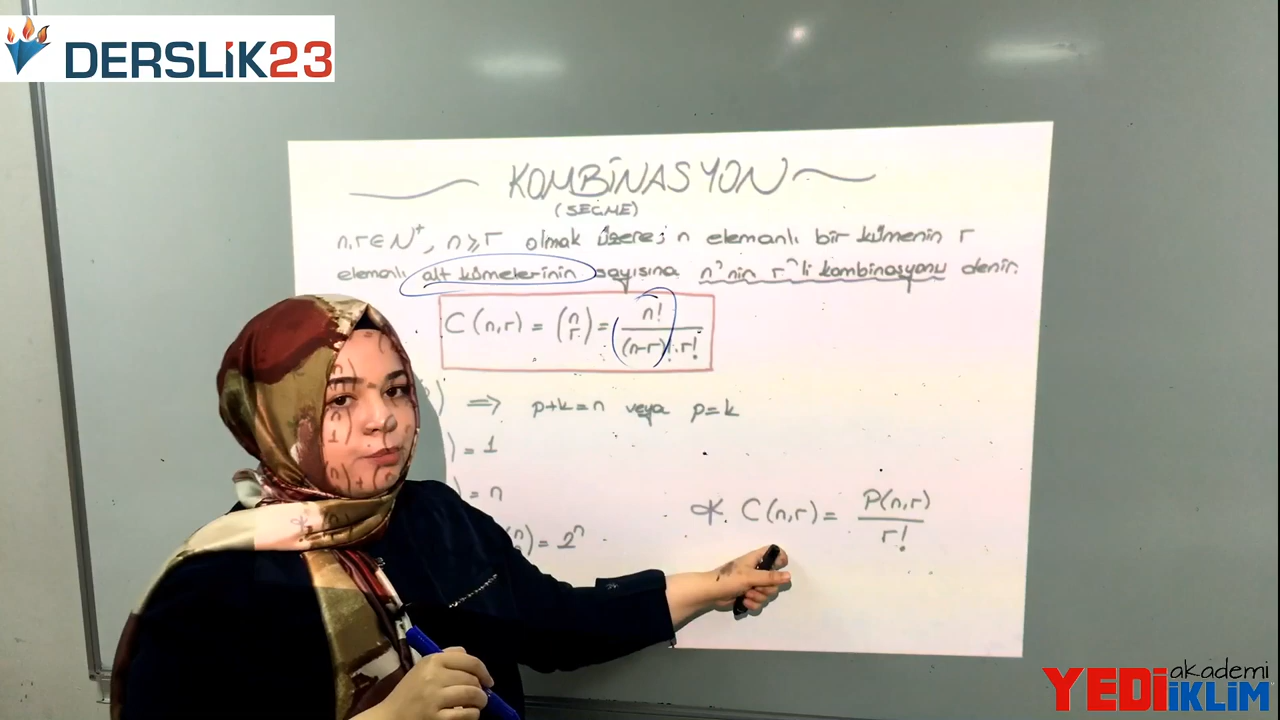 DERSLİK23
KOMBİNASYON
(SEÇME)
n,r∈N⁺, n⩾r olmak üzere; n elemanlı bir kümenin r
elemanlı alt kümelerinin sayısına n'nin r'li kombinasyonu denir.
C(n,r) = (n r) = n! / (n-r)!.r!
) ⟹ p+k=n veya p=k
) = 1
) = n
) = 2ⁿ
* C(n,r) = P(n,r) / r!
YEDİ İKLİM akademi